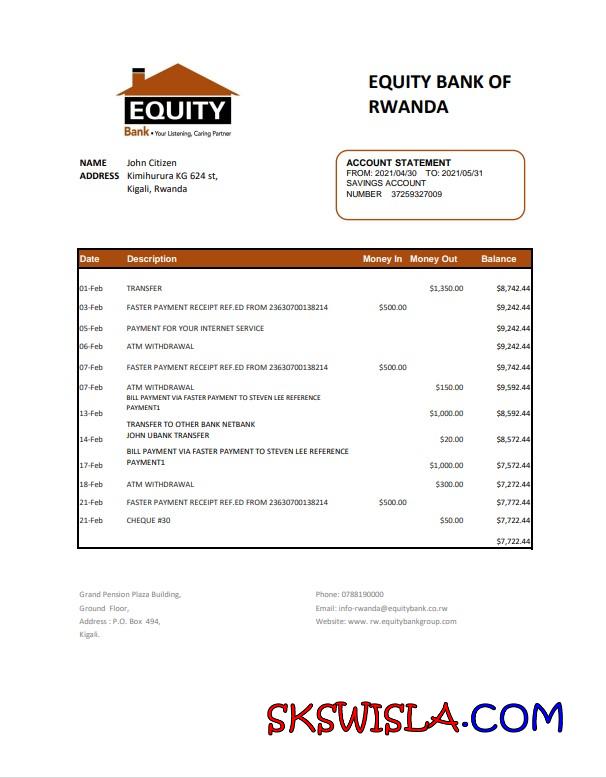 EQUITY
Bank • Your Listening, Caring Partner
EQUITY BANK OF
RWANDA
NAME John Citizen
ADDRESS Kimihurura KG 624 st,
Kigali, Rwanda
ACCOUNT STATEMENT
FROM: 2021/04/30 TO: 2021/05/31
SAVINGS ACCOUNT
NUMBER 37259327009
Date Description Money In Money Out Balance
01-Feb TRANSFER $1,350.00 $8,742.44
03-Feb FASTER PAYMENT RECEIPT REF.ED FROM 23630700138214 $500.00 $9,242.44
05-Feb PAYMENT FOR YOUR INTERNET SERVICE $9,242.44
06-Feb ATM WITHDRAWAL $9,242.44
07-Feb FASTER PAYMENT RECEIPT REF.ED FROM 23630700138214 $500.00 $9,742.44
07-Feb ATM WITHDRAWAL $150.00 $9,592.44
BILL PAYMENT VIA FASTER PAYMENT TO STEVEN LEE REFERENCE
PAYMENT1
13-Feb $1,000.00 $8,592.44
TRANSFER TO OTHER BANK NETBANK
JOHN UBANK TRANSFER
14-Feb $20.00 $8,572.44
BILL PAYMENT VIA FASTER PAYMENT TO STEVEN LEE REFERENCE
PAYMENT1
17-Feb $1,000.00 $7,572.44
18-Feb ATM WITHDRAWAL $300.00 $7,272.44
21-Feb FASTER PAYMENT RECEIPT REF.ED FROM 23630700138214 $500.00 $7,772.44
21-Feb CHEQUE #30 $50.00 $7,722.44
$7,722.44
Grand Pension Plaza Building,
Ground Floor,
Address : P.O. Box 494,
Kigali.
Phone: 0788190000
Email: info-rwanda@equitybank.co.rw
Website: www. rw.equitybankgroup.com
SKSWISLA.COM